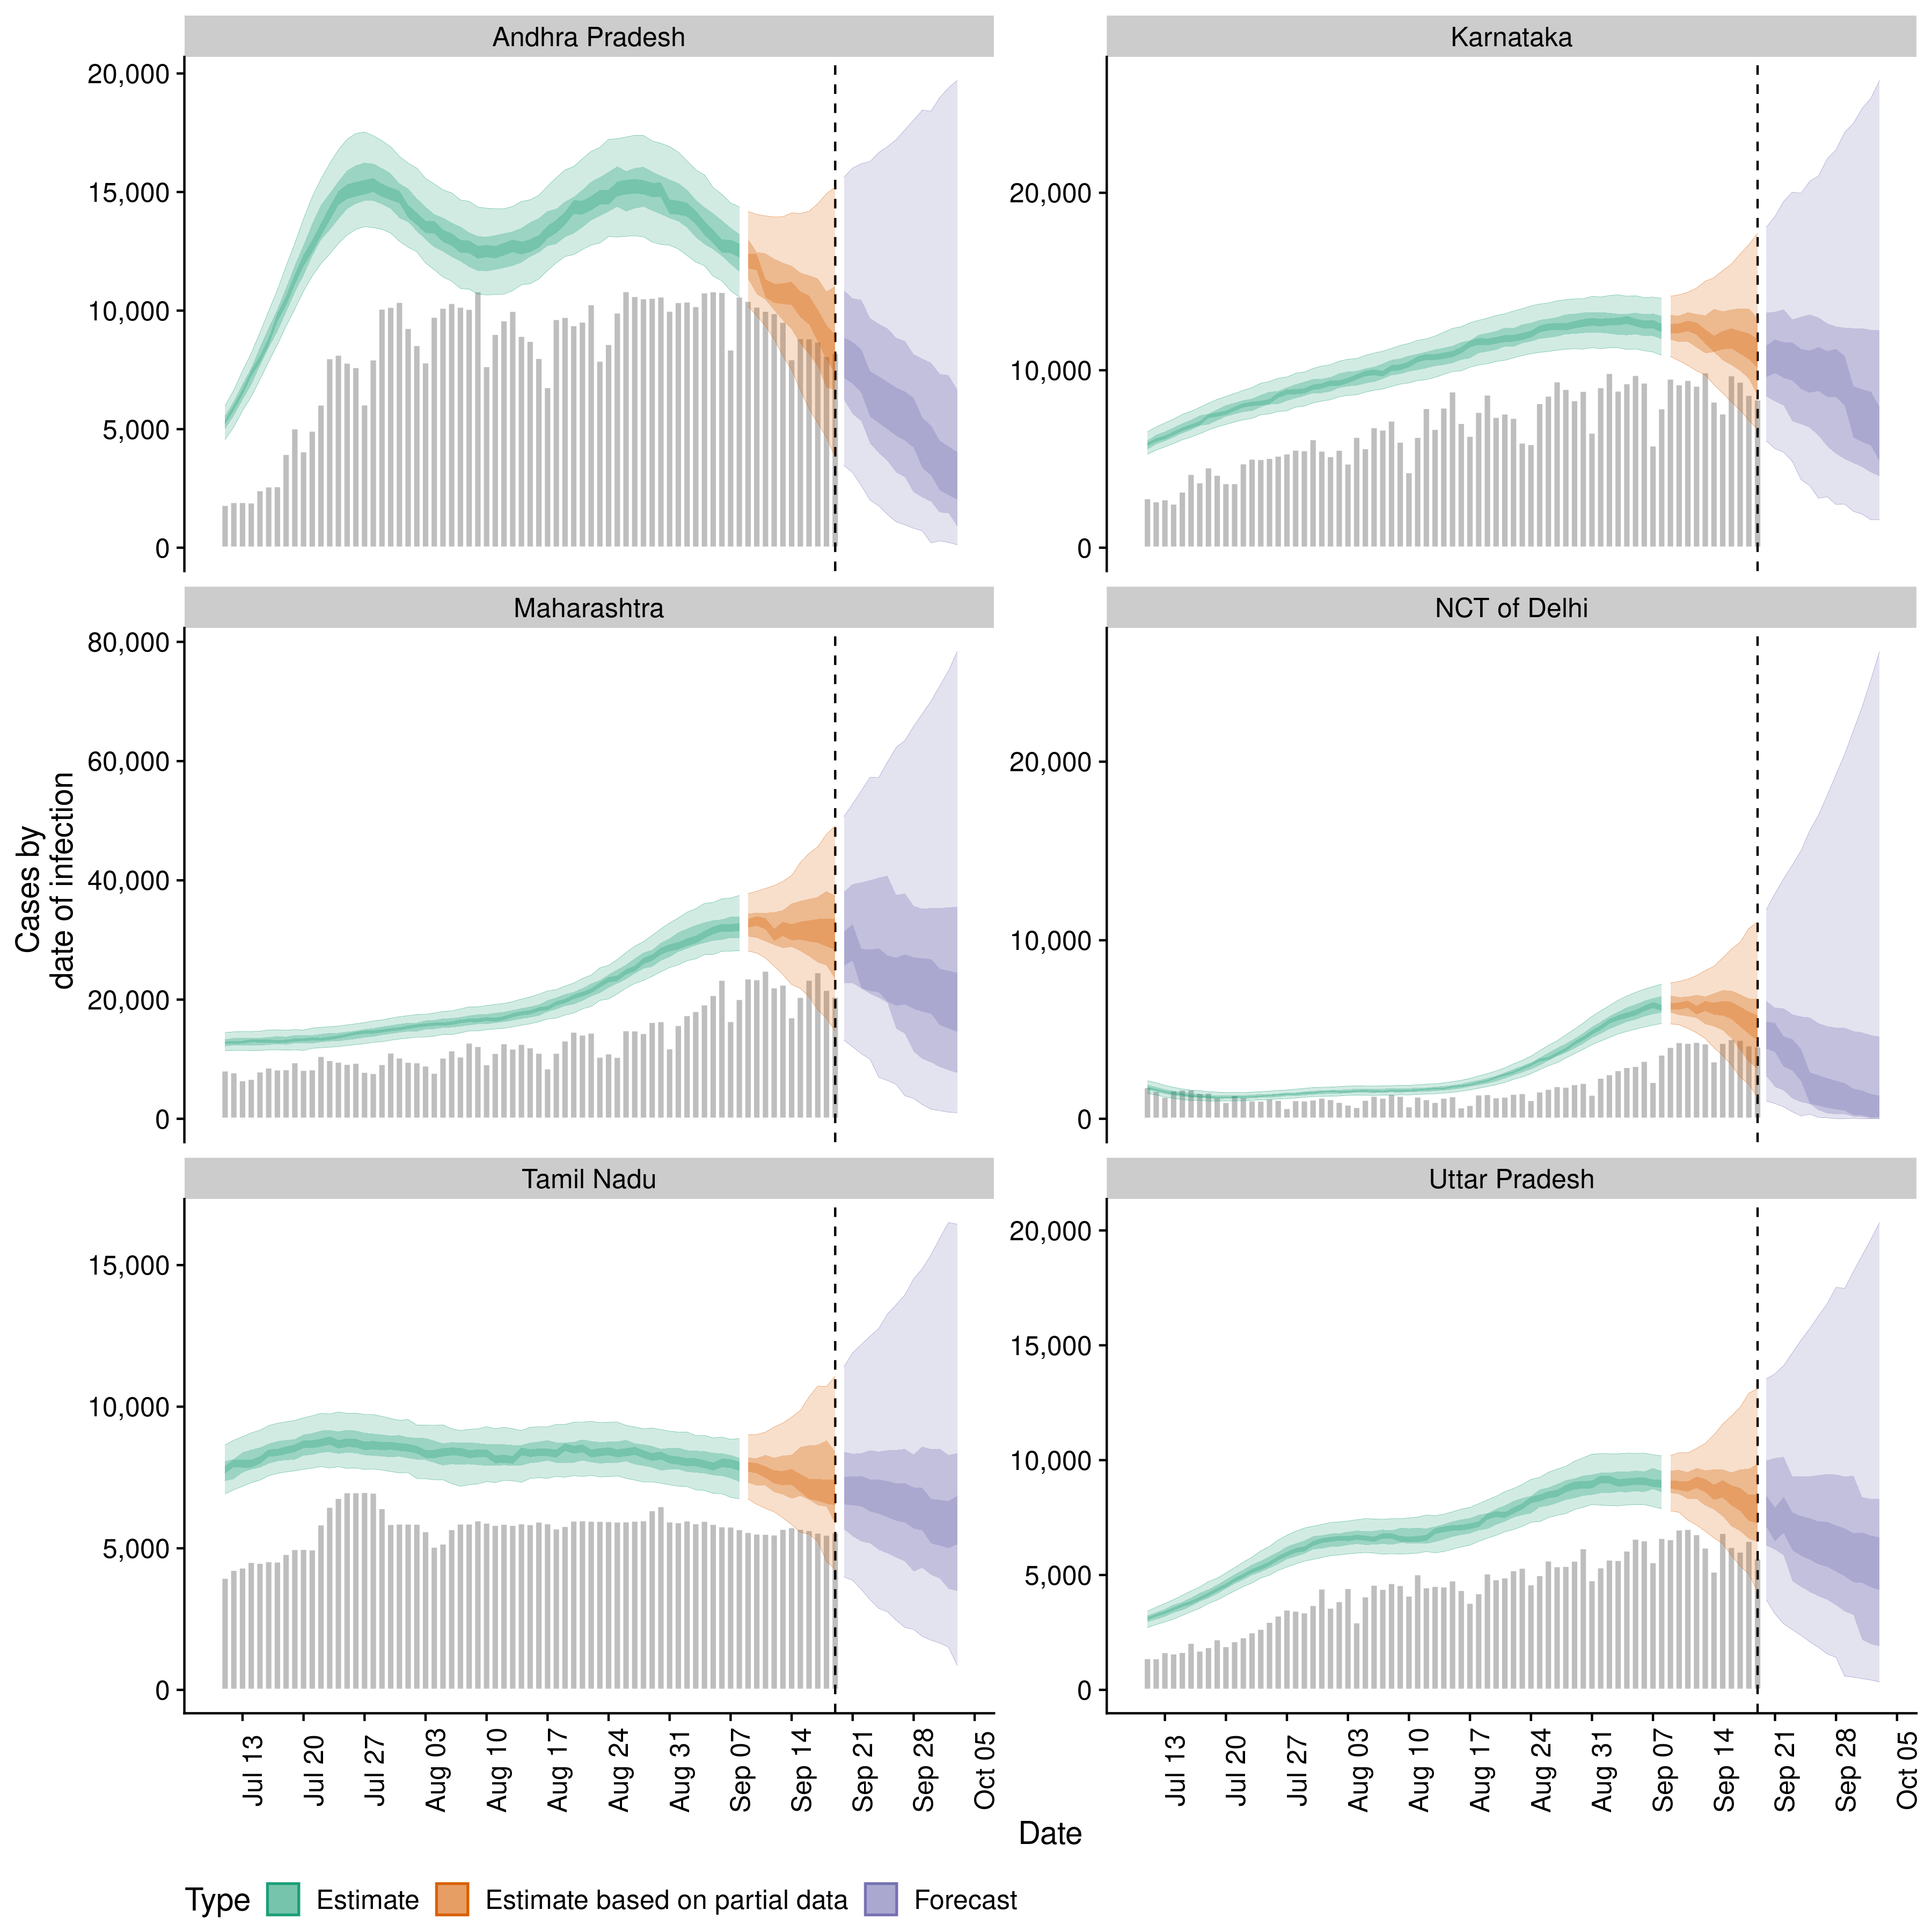 Andhra Pradesh
Karnataka
20,000
15,000
10,000
5,000
0
20,000
10,000
0
Maharashtra
NCT of Delhi
80,000
60,000
40,000
20,000
0
20,000
10,000
0
Cases by
date of infection
Tamil Nadu
Uttar Pradesh
15,000
10,000
5,000
0
20,000
15,000
10,000
5,000
0
Jul 13
Jul 20
Jul 27
Aug 03
Aug 10
Aug 17
Aug 24
Aug 31
Sep 07
Sep 14
Sep 21
Sep 28
Oct 05
Jul 13
Jul 20
Jul 27
Aug 03
Aug 10
Aug 17
Aug 24
Aug 31
Sep 07
Sep 14
Sep 21
Sep 28
Oct 05
Date
Type Estimate Estimate based on partial data Forecast